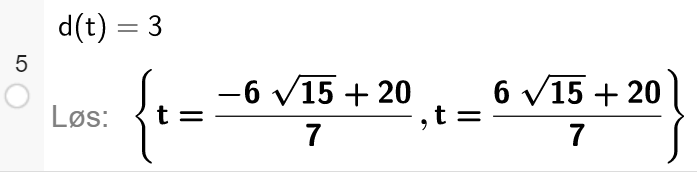 d(t) = 3
5
Løs: {t = (−6 √15 + 20)/7, t = (6 √15 + 20)/7}